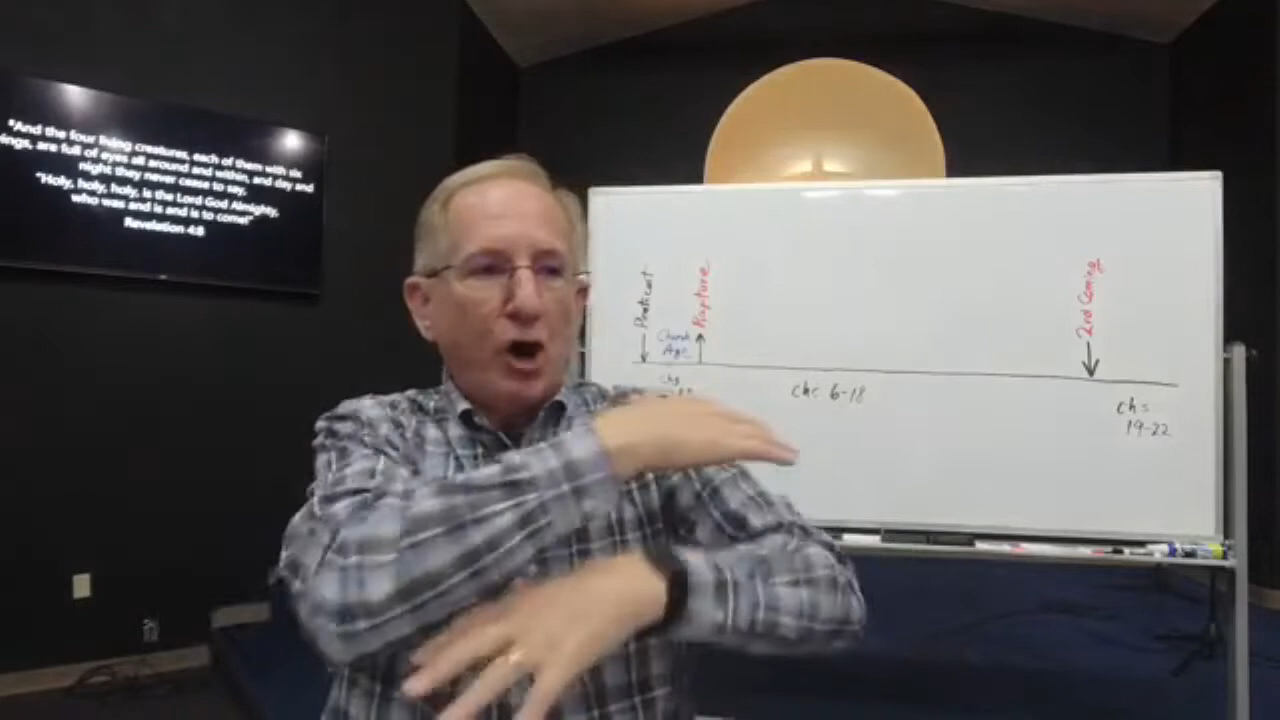 "And the four living creatures, each of them with six
wings, are full of eyes all around and within, and day and
night they never cease to say,
"Holy, holy, holy, is the Lord God Almighty,
who was and is and is to come!"
Revelation 4:8
Rapture
2nd Coming
Church
Age
chs
chs 6-18
chs
19-22